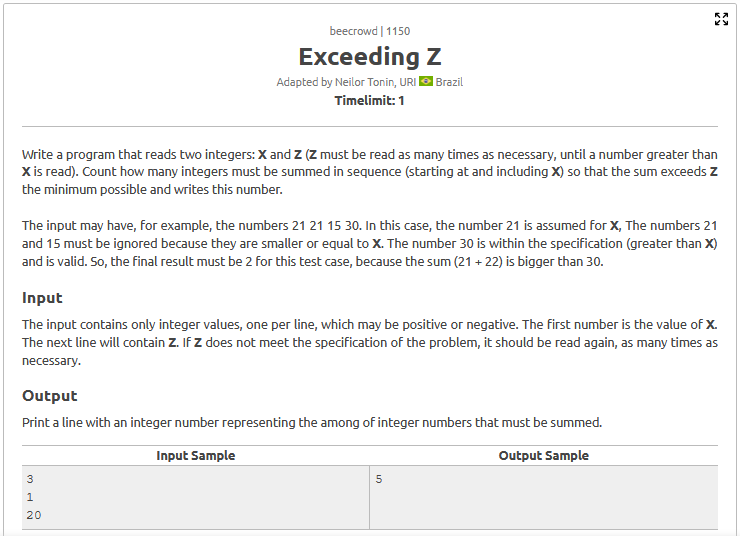 beecrowd | 1150
Exceeding Z
Adapted by Neilor Tonin, URI Brazil
Timelimit: 1
Write a program that reads two integers: X and Z (Z must be read as many times as necessary, until a number greater than
X is read). Count how many integers must be summed in sequence (starting at and including X) so that the sum exceeds Z
the minimum possible and writes this number.
The input may have, for example, the numbers 21 21 15 30. In this case, the number 21 is assumed for X, The numbers 21
and 15 must be ignored because they are smaller or equal to X. The number 30 is within the specification (greater than X)
and is valid. So, the final result must be 2 for this test case, because the sum (21 + 22) is bigger than 30.
Input
The input contains only integer values, one per line, which may be positive or negative. The first number is the value of X.
The next line will contain Z. If Z does not meet the specification of the problem, it should be read again, as many times as
necessary.
Output
Print a line with an integer number representing the among of integer numbers that must be summed.
Input Sample Output Sample
3 5
1
20